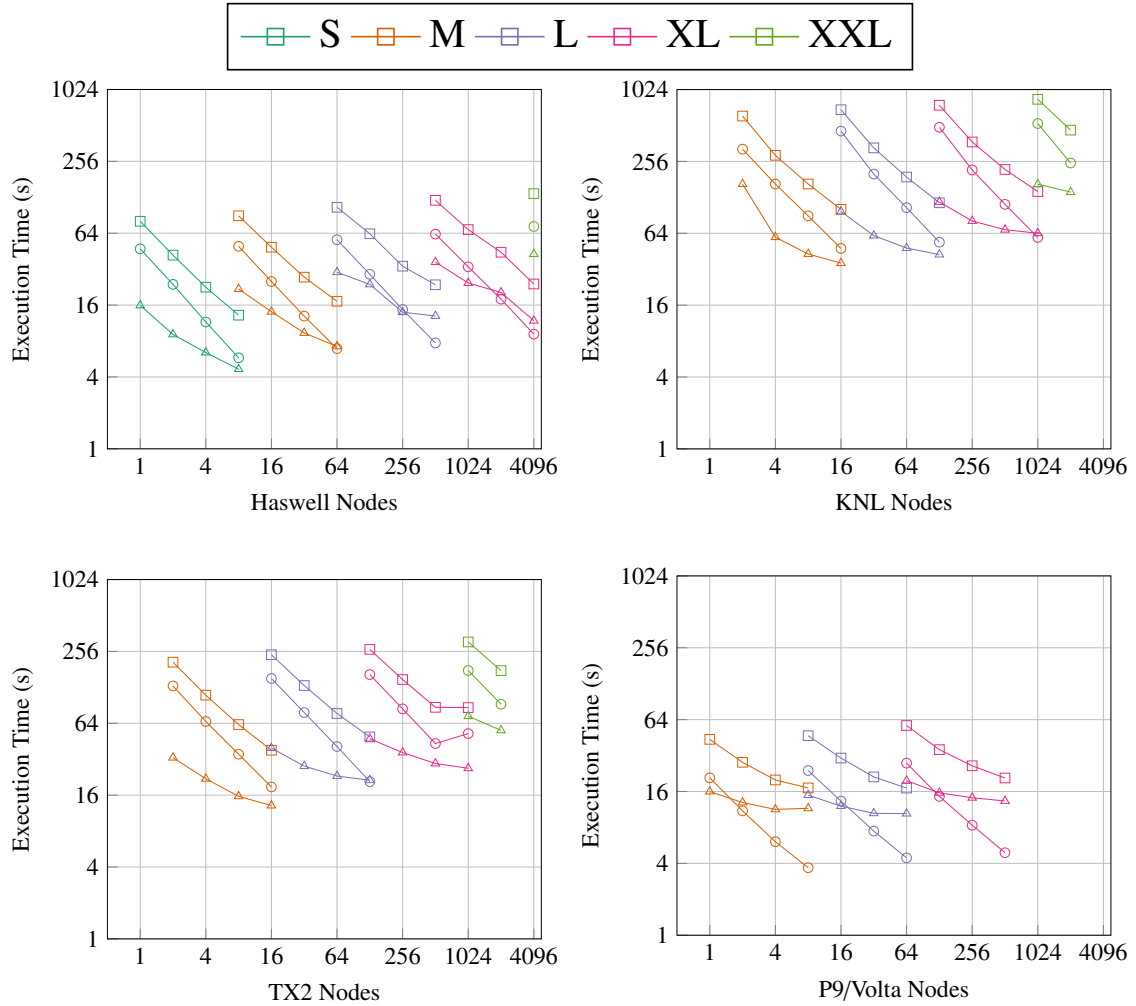 S M L XL XXL
1024
256
64
16
4
1
Execution Time (s)
1 4 16 64 256 1024 4096
Haswell Nodes
1024
256
64
16
4
1
Execution Time (s)
1 4 16 64 256 1024 4096
KNL Nodes
1024
256
64
16
4
1
Execution Time (s)
1 4 16 64 256 1024 4096
TX2 Nodes
1024
256
64
16
4
1
Execution Time (s)
1 4 16 64 256 1024 4096
P9/Volta Nodes